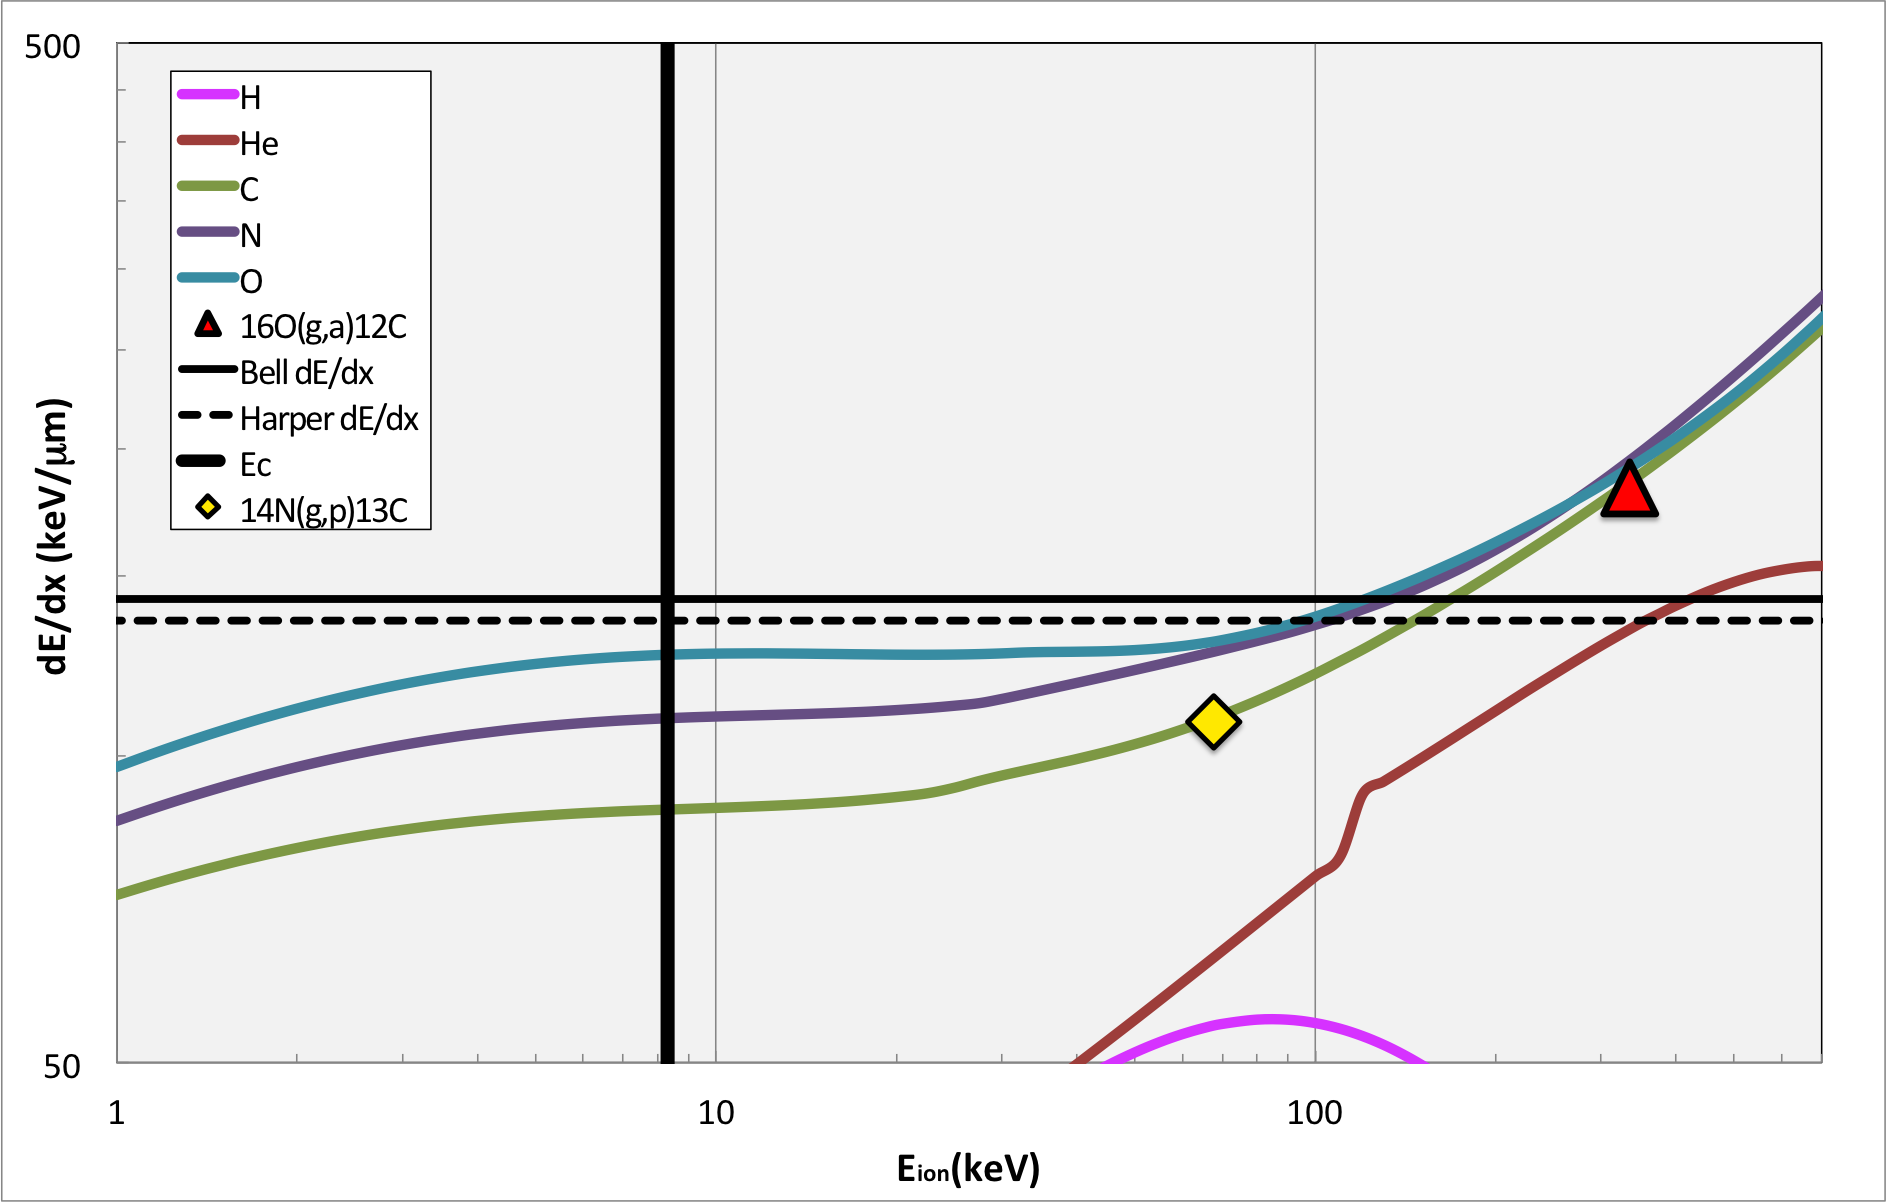 500
H
He
C
N
O
16O(g,a)12C
Bell dE/dx
Harper dE/dx
Ec
14N(g,p)13C
dE/dx (keV/μm)
50
1 10 100
Eion(keV)